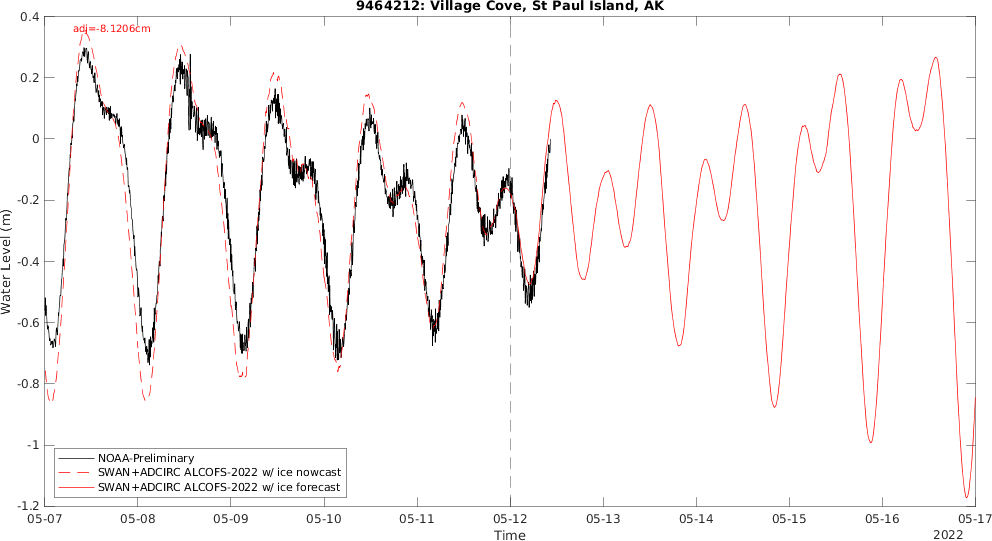 9464212: Village Cove, St Paul Island, AK
adj=-8.1206cm
0.4
0.2
0
-0.2
-0.4
-0.6
-0.8
-1
-1.2
Water Level (m)
NOAA-Preliminary
SWAN+ADCIRC ALCOFS-2022 w/ ice nowcast
SWAN+ADCIRC ALCOFS-2022 w/ ice forecast
05-07 05-08 05-09 05-10 05-11 05-12 05-13 05-14 05-15 05-16 05-17
Time
2022